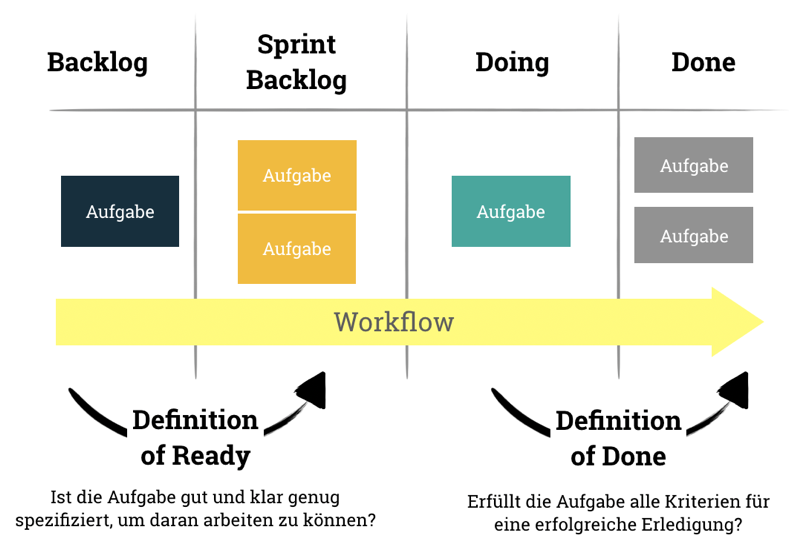 Backlog
Sprint
Backlog
Doing
Done
Aufgabe
Aufgabe
Aufgabe
Aufgabe
Aufgabe
Aufgabe
Workflow
Definition
of Ready
Definition
of Done
Ist die Aufgabe gut und klar genug
spezifiziert, um daran arbeiten zu können?
Erfüllt die Aufgabe alle Kriterien für
eine erfolgreiche Erledigung?